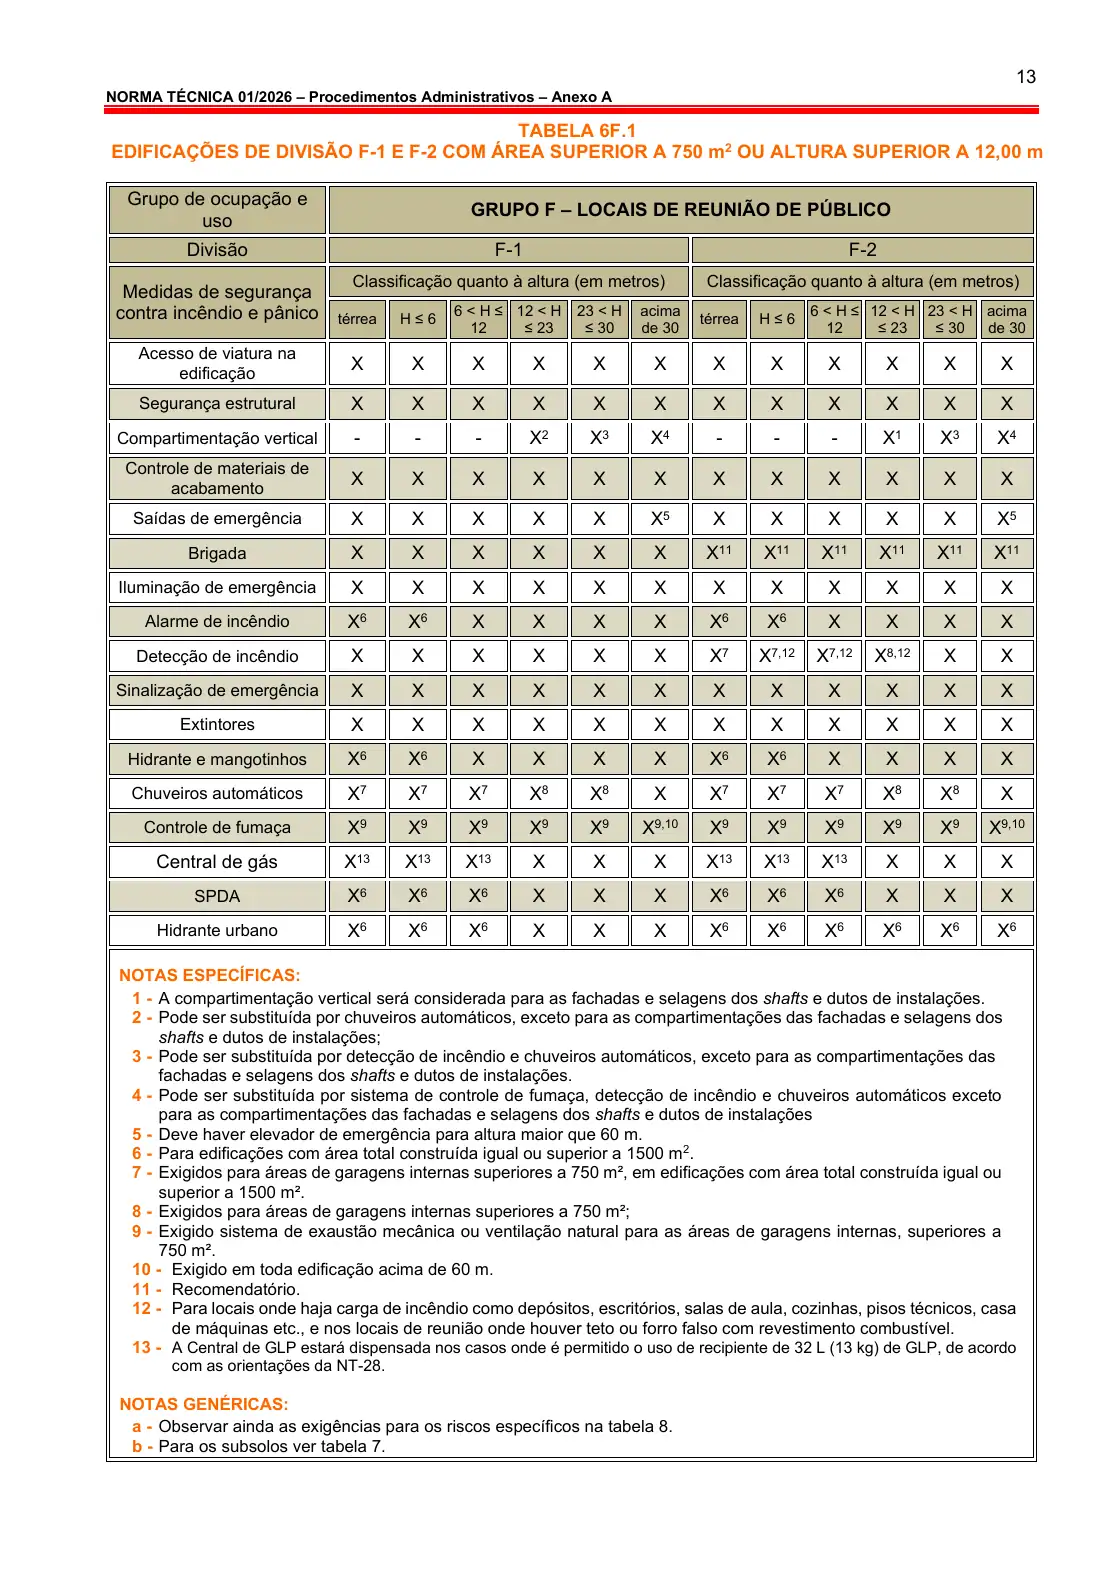 13
NORMA TÉCNICA 01/2026 – Procedimentos Administrativos – Anexo A
TABELA 6F.1
EDIFICAÇÕES DE DIVISÃO F-1 E F-2 COM ÁREA SUPERIOR A 750 m² OU ALTURA SUPERIOR A 12,00 m
Grupo de ocupação e uso GRUPO F – LOCAIS DE REUNIÃO DE PÚBLICO
Divisão F-1 F-2
Medidas de segurança contra incêndio e pânico Classificação quanto à altura (em metros) Classificação quanto à altura (em metros)
térrea H ≤ 6 6 < H ≤ 12 12 < H ≤ 23 23 < H ≤ 30 acima de 30 térrea H ≤ 6 6 < H ≤ 12 12 < H ≤ 23 23 < H ≤ 30 acima de 30
Acesso de viatura na edificação X X X X X X X X X X X X
Segurança estrutural X X X X X X X X X X X X
Compartimentação vertical - - - X² X³ X⁴ - - - X¹ X³ X⁴
Controle de materiais de acabamento X X X X X X X X X X X X
Saídas de emergência X X X X X X⁵ X X X X X X⁵
Brigada X X X X X X X¹¹ X¹¹ X¹¹ X¹¹ X¹¹ X¹¹
Iluminação de emergência X X X X X X X X X X X X
Alarme de incêndio X⁶ X⁶ X X X X X⁶ X⁶ X X X X
Detecção de incêndio X X X X X X X⁷ X⁷,¹² X⁷,¹² X⁸,¹² X X
Sinalização de emergência X X X X X X X X X X X X
Extintores X X X X X X X X X X X X
Hidrante e mangotinhos X⁶ X⁶ X X X X X⁶ X⁶ X X X X
Chuveiros automáticos X⁷ X⁷ X⁷ X⁸ X⁸ X X⁷ X⁷ X⁷ X⁸ X⁸ X
Controle de fumaça X⁹ X⁹ X⁹ X⁹ X⁹ X⁹,¹⁰ X⁹ X⁹ X⁹ X⁹ X⁹ X⁹,¹⁰
Central de gás X¹³ X¹³ X¹³ X X X X¹³ X¹³ X¹³ X X X
SPDA X⁶ X⁶ X⁶ X X X X⁶ X⁶ X⁶ X X X
Hidrante urbano X⁶ X⁶ X⁶ X X X X⁶ X⁶ X⁶ X⁶ X⁶ X⁶
NOTAS ESPECÍFICAS:
1 - A compartimentação vertical será considerada para as fachadas e selagens dos shafts e dutos de instalações.
2 - Pode ser substituída por chuveiros automáticos, exceto para as compartimentações das fachadas e selagens dos
shafts e dutos de instalações;
3 - Pode ser substituída por detecção de incêndio e chuveiros automáticos, exceto para as compartimentações das
fachadas e selagens dos shafts e dutos de instalações.
4 - Pode ser substituída por sistema de controle de fumaça, detecção de incêndio e chuveiros automáticos exceto
para as compartimentações das fachadas e selagens dos shafts e dutos de instalações
5 - Deve haver elevador de emergência para altura maior que 60 m.
6 - Para edificações com área total construída igual ou superior a 1500 m².
7 - Exigidos para áreas de garagens internas superiores a 750 m², em edificações com área total construída igual ou
superior a 1500 m².
8 - Exigidos para áreas de garagens internas superiores a 750 m²;
9 - Exigido sistema de exaustão mecânica ou ventilação natural para as áreas de garagens internas, superiores a
750 m².
10 - Exigido em toda edificação acima de 60 m.
11 - Recomendatório.
12 - Para locais onde haja carga de incêndio como depósitos, escritórios, salas de aula, cozinhas, pisos técnicos, casa
de máquinas etc., e nos locais de reunião onde houver teto ou forro falso com revestimento combustível.
13 - A Central de GLP estará dispensada nos casos onde é permitido o uso de recipiente de 32 L (13 kg) de GLP, de acordo
com as orientações da NT-28.
NOTAS GENÉRICAS:
a - Observar ainda as exigências para os riscos específicos na tabela 8.
b - Para os subsolos ver tabela 7.